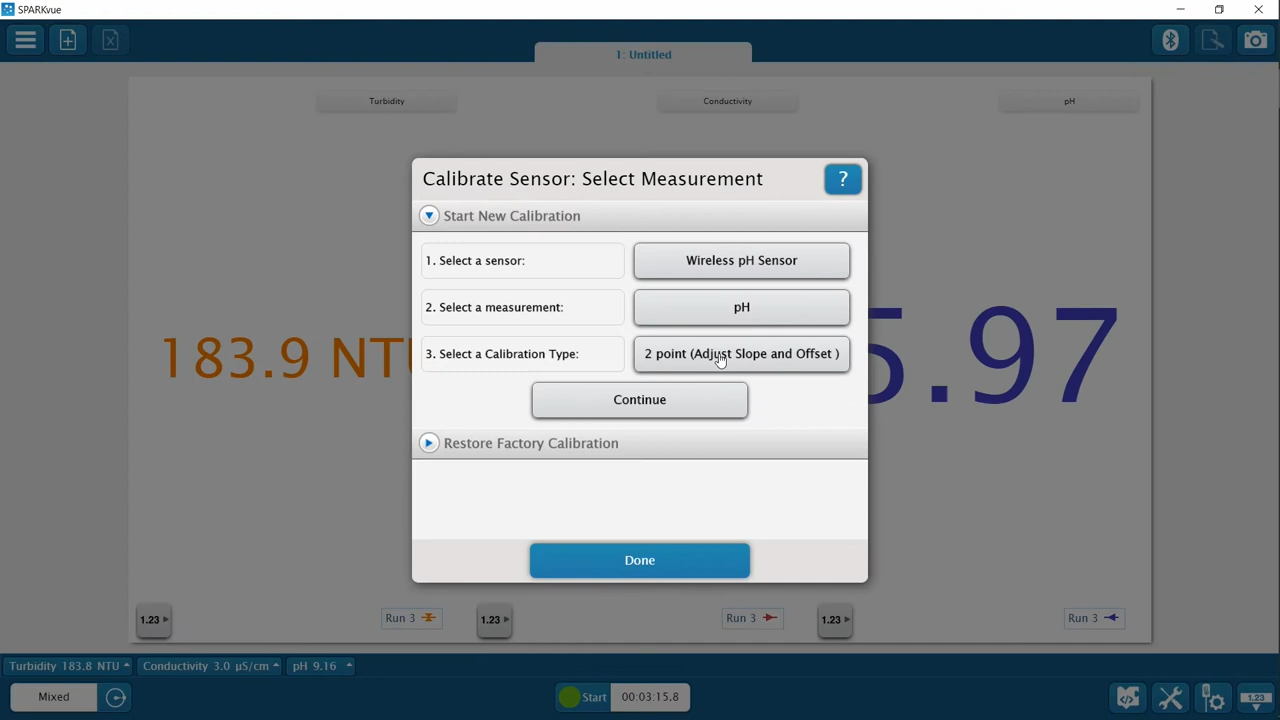 SPARKvue
1: Untitled
Turbidity
Conductivity
pH
Calibrate Sensor: Select Measurement
?
Start New Calibration
1. Select a sensor:
Wireless pH Sensor
2. Select a measurement:
pH
3. Select a Calibration Type:
2 point (Adjust Slope and Offset )
Continue
Restore Factory Calibration
Done
183.9 NTU
5.97
1.23
Run 3
1.23
Run 3
1.23
Run 3
Turbidity 183.8 NTU
Conductivity 3.0 µS/cm
pH 9.16
Mixed
Start
00:03:15.8
1.23